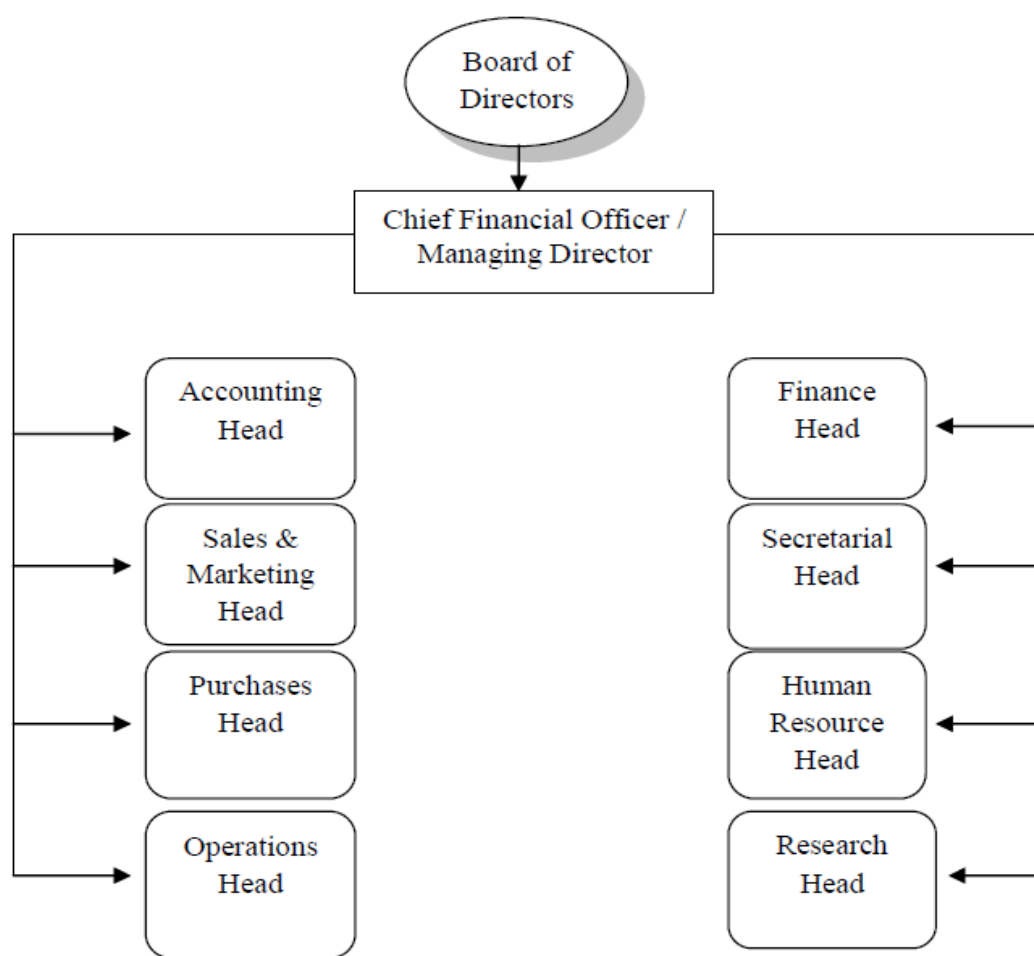 Board of
Directors
Chief Financial Officer /
Managing Director
Accounting
Head
Finance
Head
Sales &
Marketing
Head
Secretarial
Head
Purchases
Head
Human
Resource
Head
Operations
Head
Research
Head